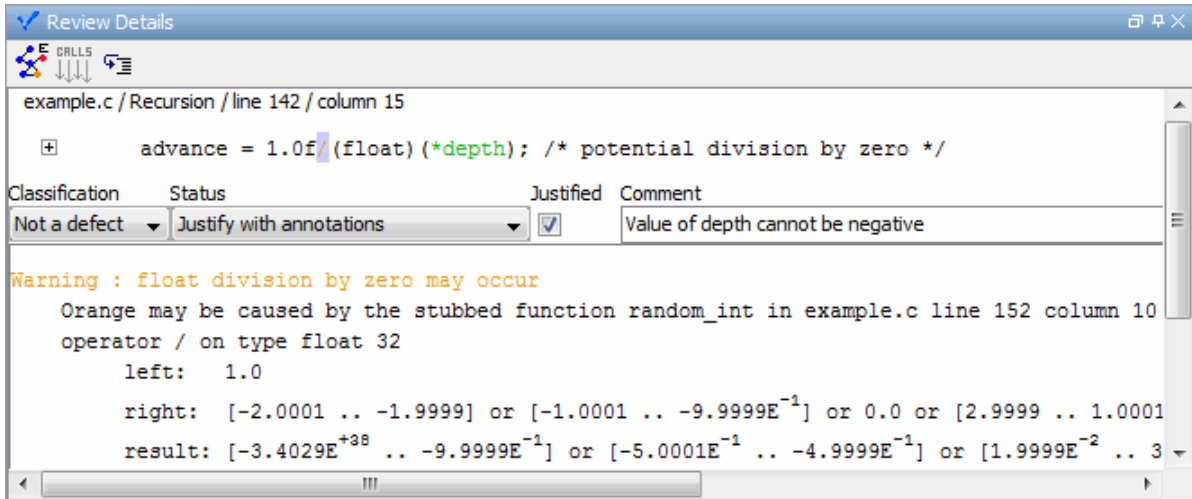 Review Details
E
CALLS
example.c / Recursion / line 142 / column 15
advance = 1.0f/(float)(*depth); /* potential division by zero */
Classification Status Justified Comment
Not a defect Justify with annotations Value of depth cannot be negative
Warning : float division by zero may occur
Orange may be caused by the stubbed function random_int in example.c line 152 column 10
operator / on type float 32
left: 1.0
right: [-2.0001 .. -1.9999] or [-1.0001 .. -9.9999E⁻¹] or 0.0 or [2.9999 .. 1.0001
result: [-3.4029E⁺³⁸ .. -9.9999E⁻¹] or [-5.0001E⁻¹ .. -4.9999E⁻¹] or [1.9999E⁻² .. 3